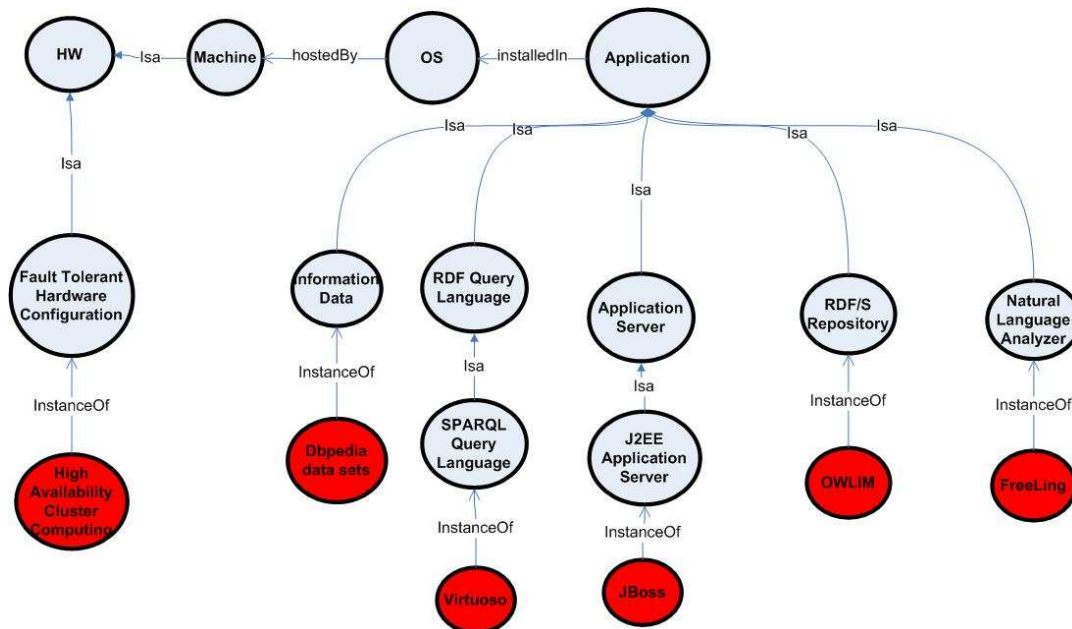 HW
Isa
Machine
hostedBy
OS
installedIn
Application
Isa
Isa
Isa
Isa
Isa
Isa
Fault Tolerant
Hardware
Configuration
Information
Data
RDF Query
Language
Application
Server
RDF/S
Repository
Natural
Language
Analyzer
InstanceOf
InstanceOf
Isa
Isa
InstanceOf
InstanceOf
High
Availability
Cluster
Computing
Dbpedia
data sets
SPARQL
Query
Language
J2EE
Application
Server
OWLIM
FreeLing
InstanceOf
InstanceOf
Virtuoso
JBoss